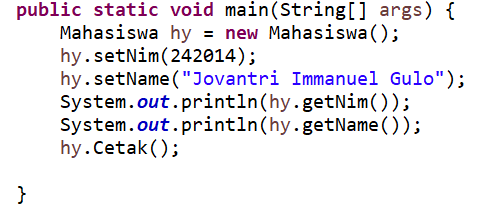 public static void main(String[] args) {
Mahasiswa hy = new Mahasiswa();
hy.setNim(242014);
hy.setName("Jovantri Immanuel Gulo");
System.out.println(hy.getNim());
System.out.println(hy.getName());
hy.Cetak();
}